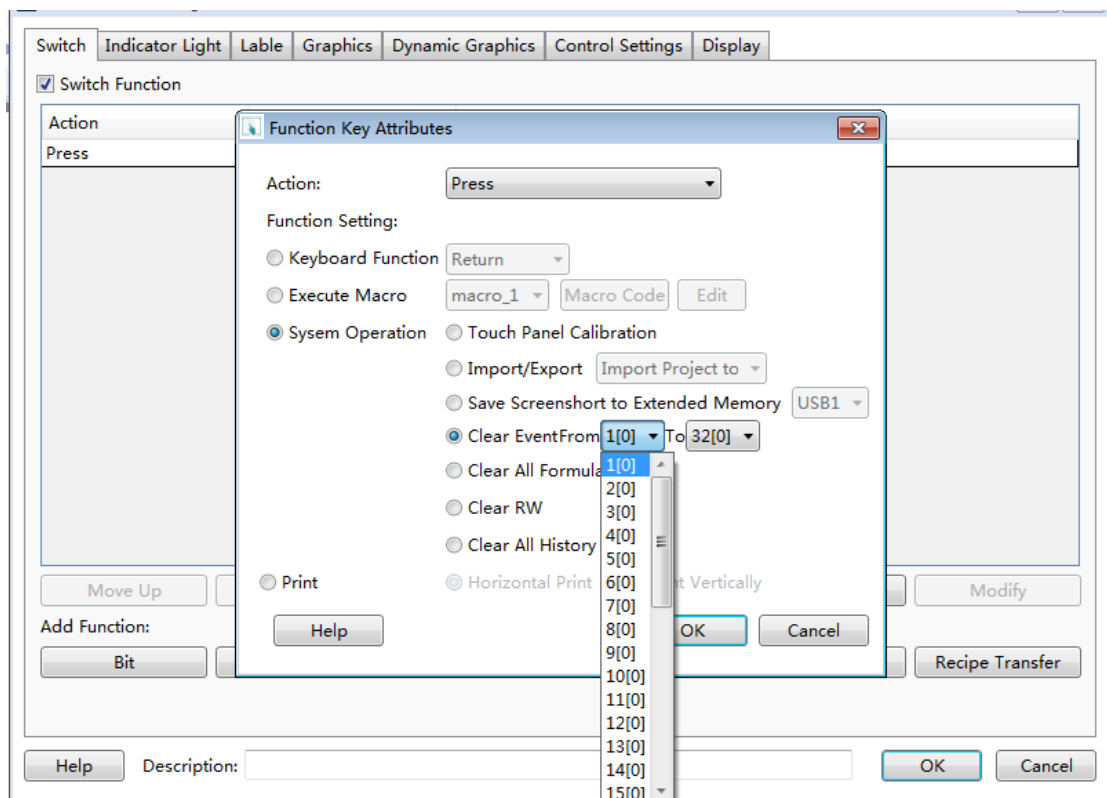 Switch Indicator Light Lable Graphics Dynamic Graphics Control Settings Display
Switch Function
Action
Press
Function Key Attributes
Action: Press
Function Setting:
Keyboard Function Return
Execute Macro macro_1 Macro Code Edit
Sysem Operation Touch Panel Calibration
Import/Export Import Project to
Save Screenshort to Extended Memory USB1
Clear EventFrom 1[0] To 32[0]
1[0]
Clear All Formula
2[0]
3[0]
Clear RW
4[0]
Clear All History
5[0]
Print Horizontal Print Vertically
6[0]
7[0]
8[0]
Help OK Cancel
9[0]
10[0]
11[0]
12[0]
13[0]
14[0]
15[0]
Move Up Modify
Add Function:
Bit Recipe Transfer
Help Description: OK Cancel